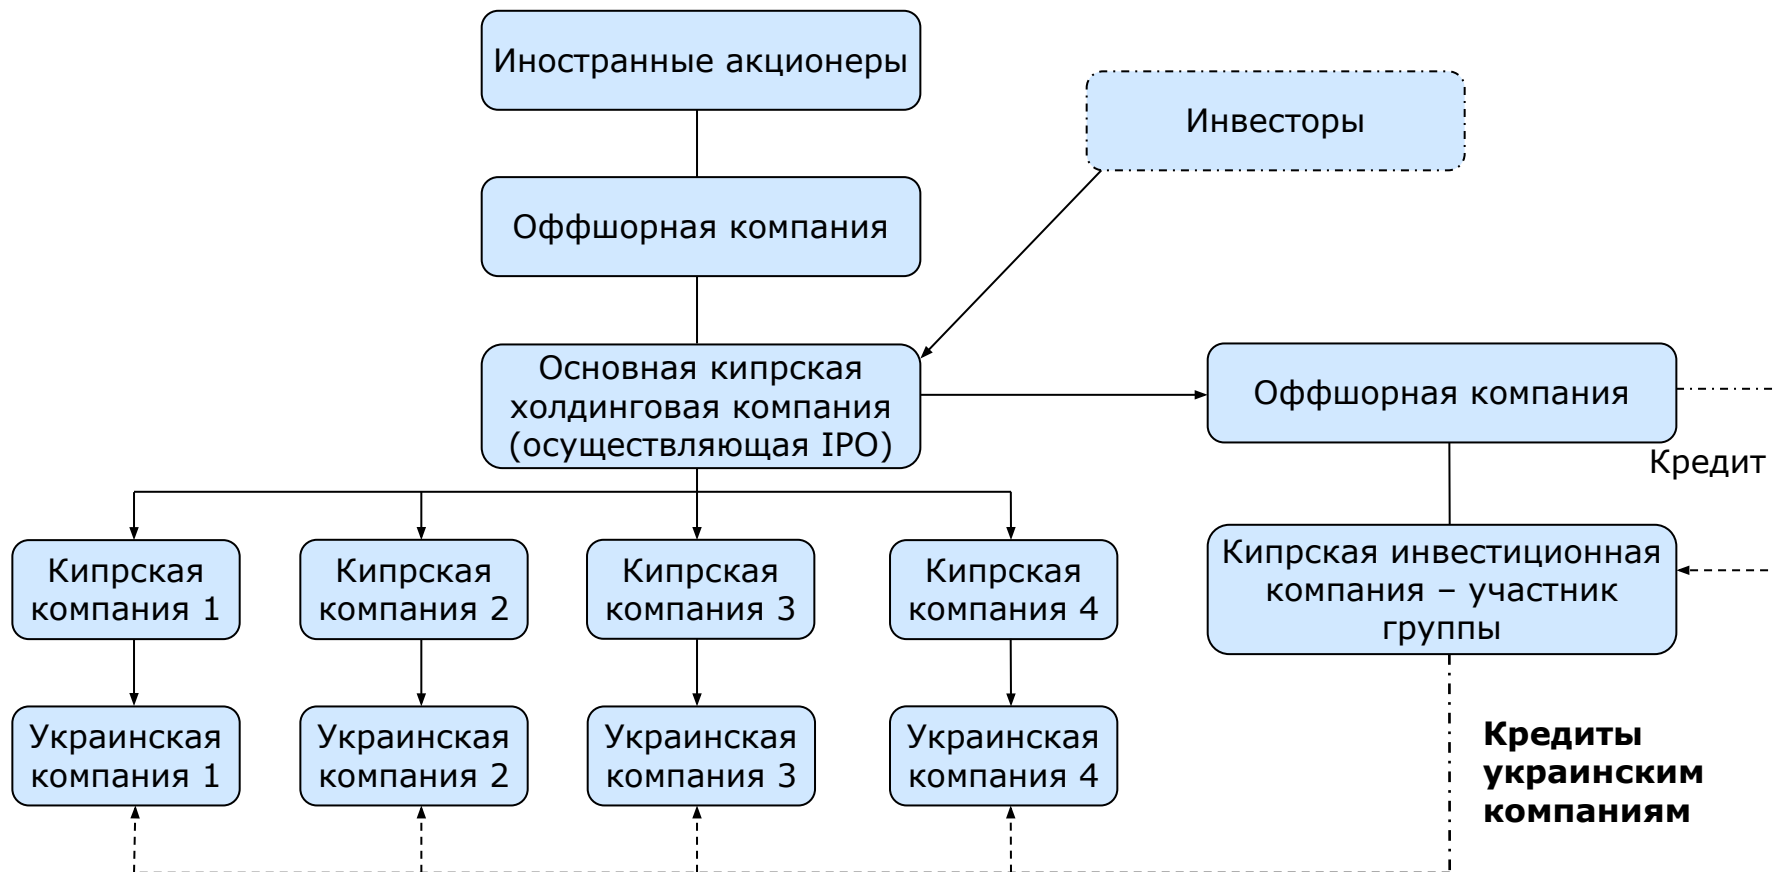 Иностранные акционеры
Инвесторы
Оффшорная компания
Основная кипрская
холдинговая компания
(осуществляющая IPO)
Оффшорная компания
Кредит
Кипрская
компания 1
Кипрская
компания 2
Кипрская
компания 3
Кипрская
компания 4
Кипрская инвестиционная
компания – участник
группы
Украинская
компания 1
Украинская
компания 2
Украинская
компания 3
Украинская
компания 4
Кредиты
украинским
компаниям